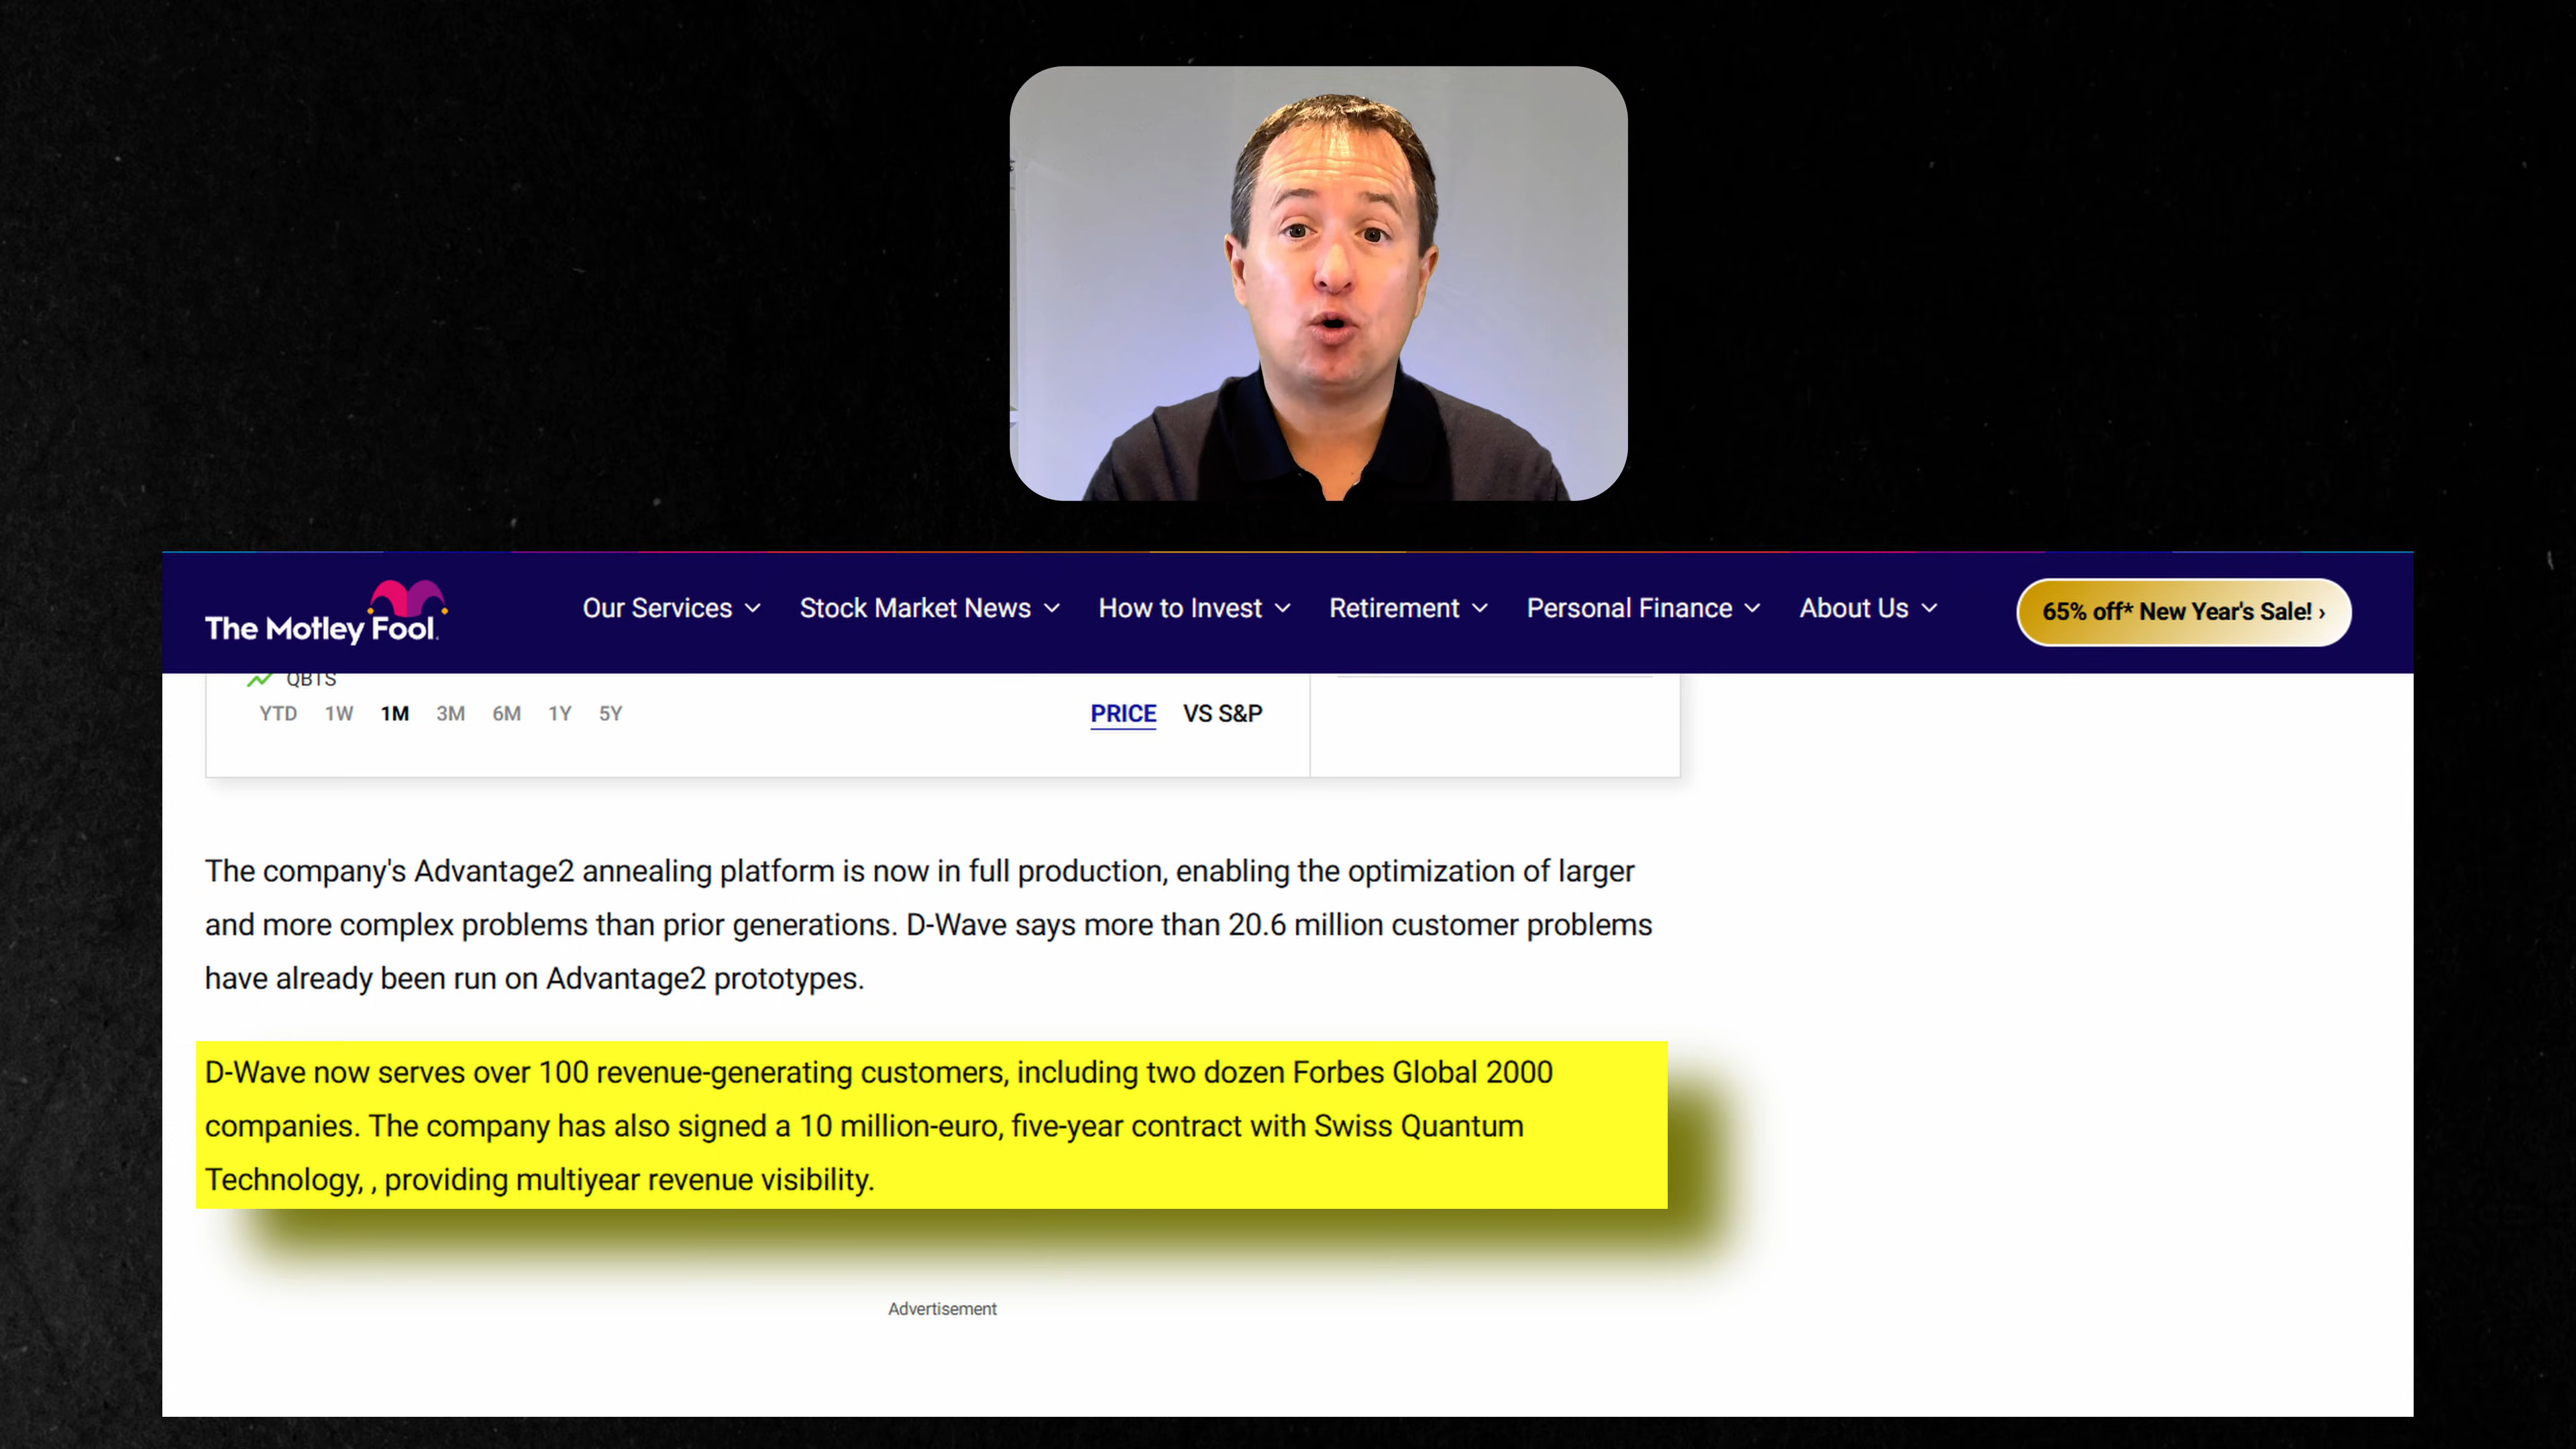 The Motley Fool.
Our Services
Stock Market News
How to Invest
Retirement
Personal Finance
About Us
65% off* New Year's Sale! ›
QBTS
YTD 1W 1M 3M 6M 1Y 5Y
PRICE VS S&P
The company's Advantage2 annealing platform is now in full production, enabling the optimization of larger
and more complex problems than prior generations. D-Wave says more than 20.6 million customer problems
have already been run on Advantage2 prototypes.
D-Wave now serves over 100 revenue-generating customers, including two dozen Forbes Global 2000
companies. The company has also signed a 10 million-euro, five-year contract with Swiss Quantum
Technology, , providing multiyear revenue visibility.
Advertisement